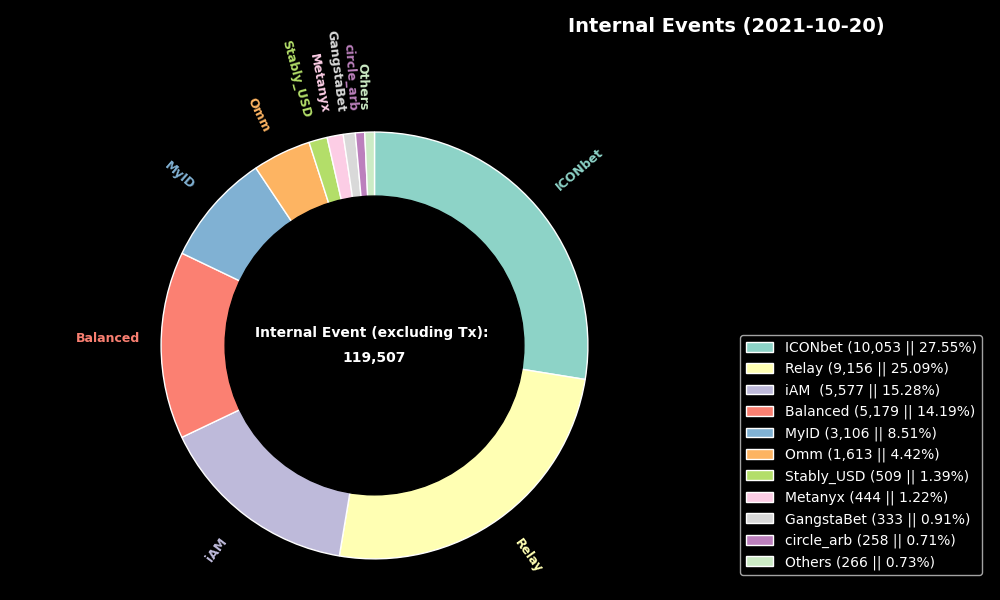 Internal Events (2021-10-20)
Others
circle_arb
GangstaBet
Metanyx
Stably_USD
Omm
MyID
ICONbet
Balanced
iAM
Relay
Internal Event (excluding Tx):
119,507
ICONbet (10,053 || 27.55%)
Relay (9,156 || 25.09%)
iAM  (5,577 || 15.28%)
Balanced (5,179 || 14.19%)
MyID (3,106 || 8.51%)
Omm (1,613 || 4.42%)
Stably_USD (509 || 1.39%)
Metanyx (444 || 1.22%)
GangstaBet (333 || 0.91%)
circle_arb (258 || 0.71%)
Others (266 || 0.73%)